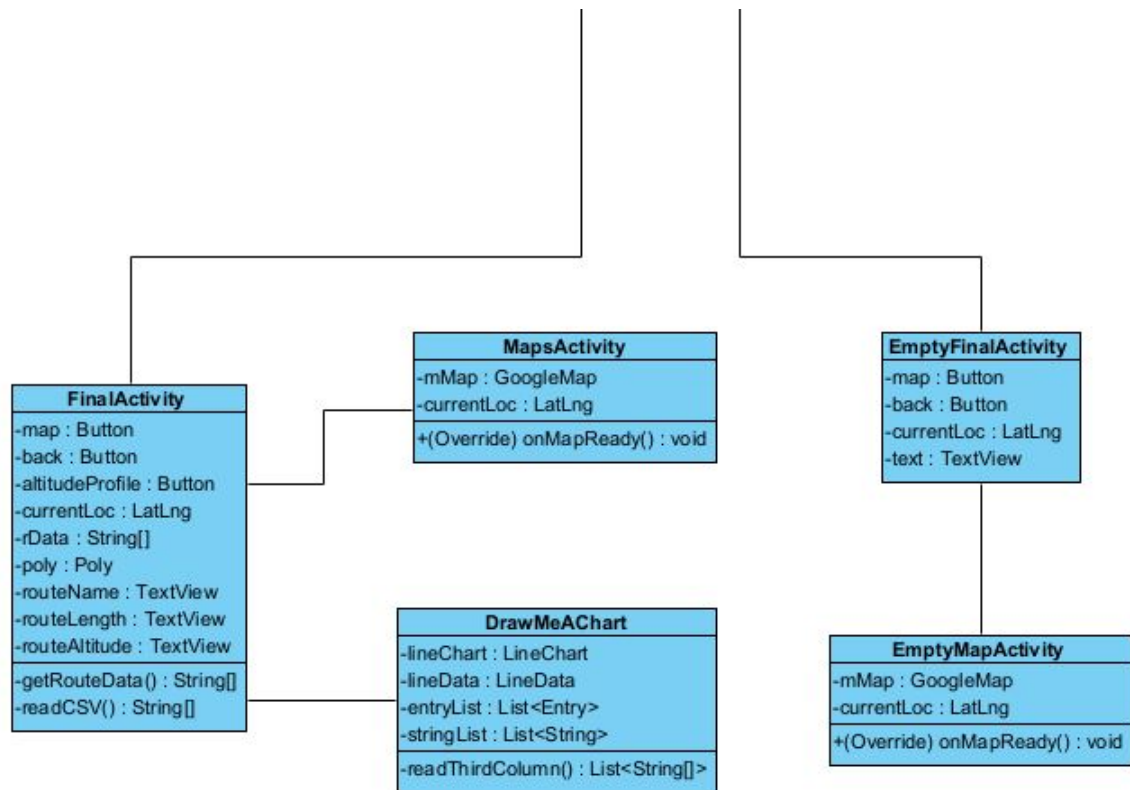 FinalActivity
-map : Button
-back : Button
-altitudeProfile : Button
-currentLoc : LatLng
-rData : String[]
-poly : Poly
-routeName : TextView
-routeLength : TextView
-routeAltitude : TextView
-getRouteData() : String[]
-readCSV() : String[]
MapsActivity
-mMap : GoogleMap
-currentLoc : LatLng
+(Override) onMapReady() : void
DrawMeAChart
-lineChart : LineChart
-lineData : LineData
-entryList : List<Entry>
-stringList : List<String>
-readThirdColumn() : List<String[]>
EmptyFinalActivity
-map : Button
-back : Button
-currentLoc : LatLng
-text : TextView
EmptyMapActivity
-mMap : GoogleMap
-currentLoc : LatLng
+(Override) onMapReady() : void